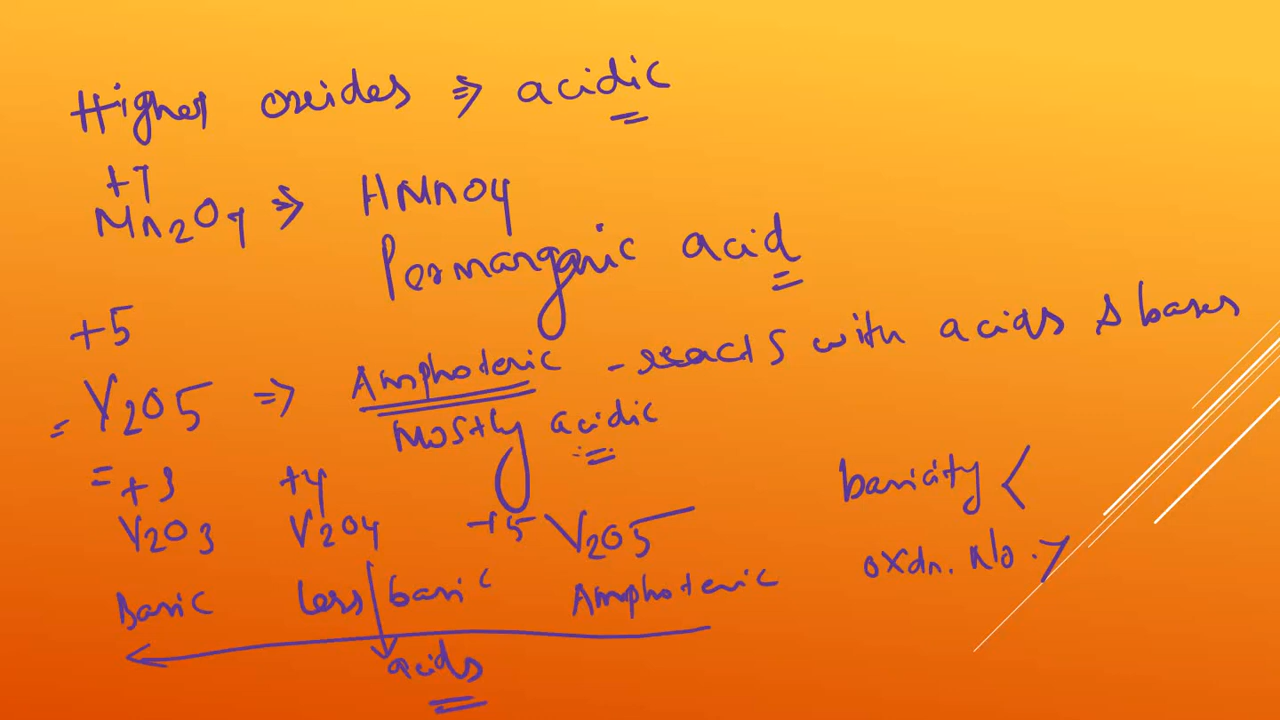 Higher oxides ⇒ acidic
+7
Mn2O7 ⇒ HMnO4
Permanganic acid
+5
V2O5 ⇒ Amphoteric - reacts with acids & bases
Mostly acidic
+3 +4 +5
V2O3 V2O4 V2O5
Basic less basic Amphoteric
acids
basicity <
oxdn. No. >